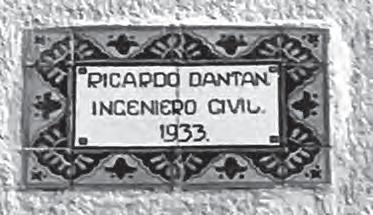 RICARDO DANTAN.
INGENIERO CIVIL.
1933.